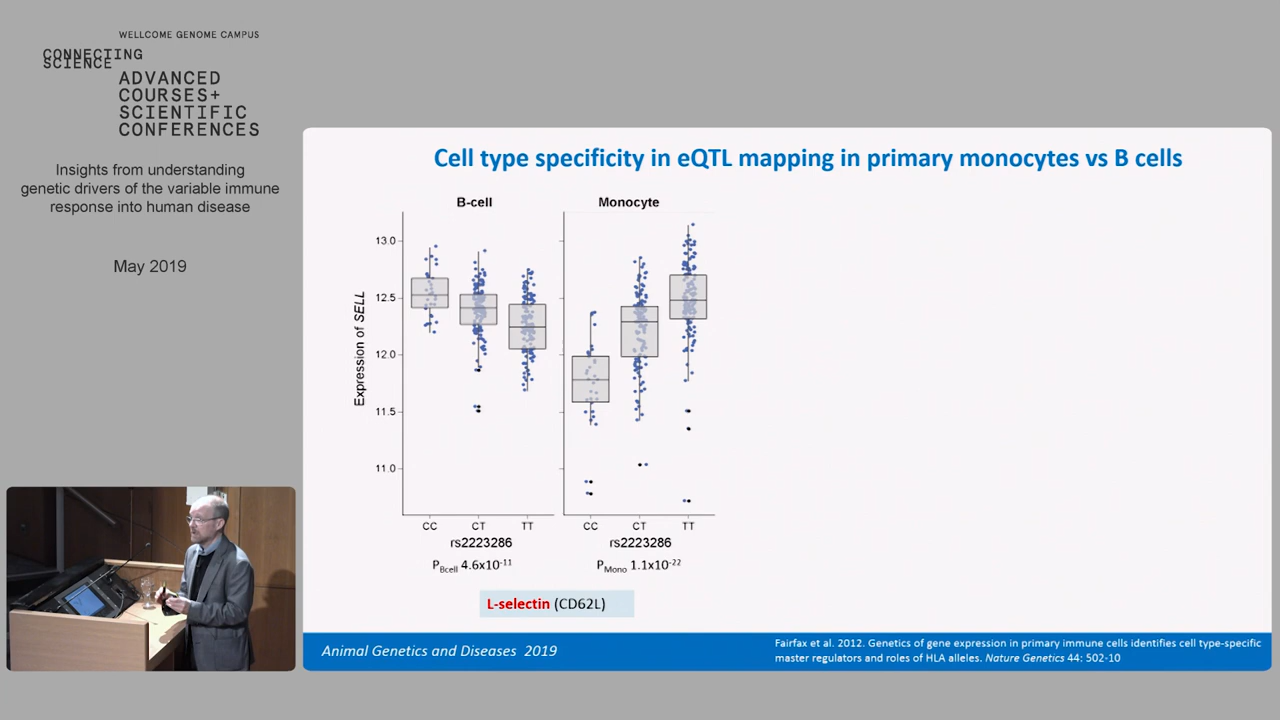 WELLCOME GENOME CAMPUS
CONNECTING
SCIENCE
ADVANCED
COURSES+
SCIENTIFIC
CONFERENCES
Insights from understanding
genetic drivers of the variable immune
response into human disease
May 2019
Cell type specificity in eQTL mapping in primary monocytes vs B cells
B-cell
Monocyte
Expression of SELL
13.0
12.5
12.0
11.5
11.0
CC CT TT
CC CT TT
rs2223286
rs2223286
PBcell 4.6x10-11
PMono 1.1x10-22
L-selectin (CD62L)
Animal Genetics and Diseases 2019
Fairfax et al. 2012. Genetics of gene expression in primary immune cells identifies cell type-specific
master regulators and roles of HLA alleles. Nature Genetics 44: 502-10